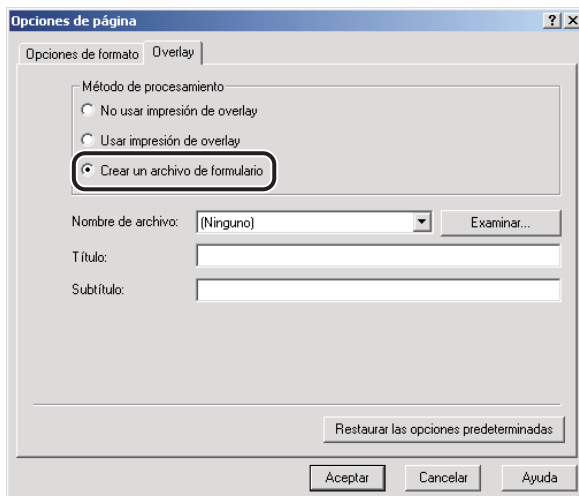 Opciones de página
Opciones de formato Overlay
Método de procesamiento
No usar impresión de overlay
Usar impresión de overlay
Crear un archivo de formulario
Nombre de archivo: (Ninguno) Examinar...
Título:
Subtítulo:
Restaurar las opciones predeterminadas
Aceptar Cancelar Ayuda